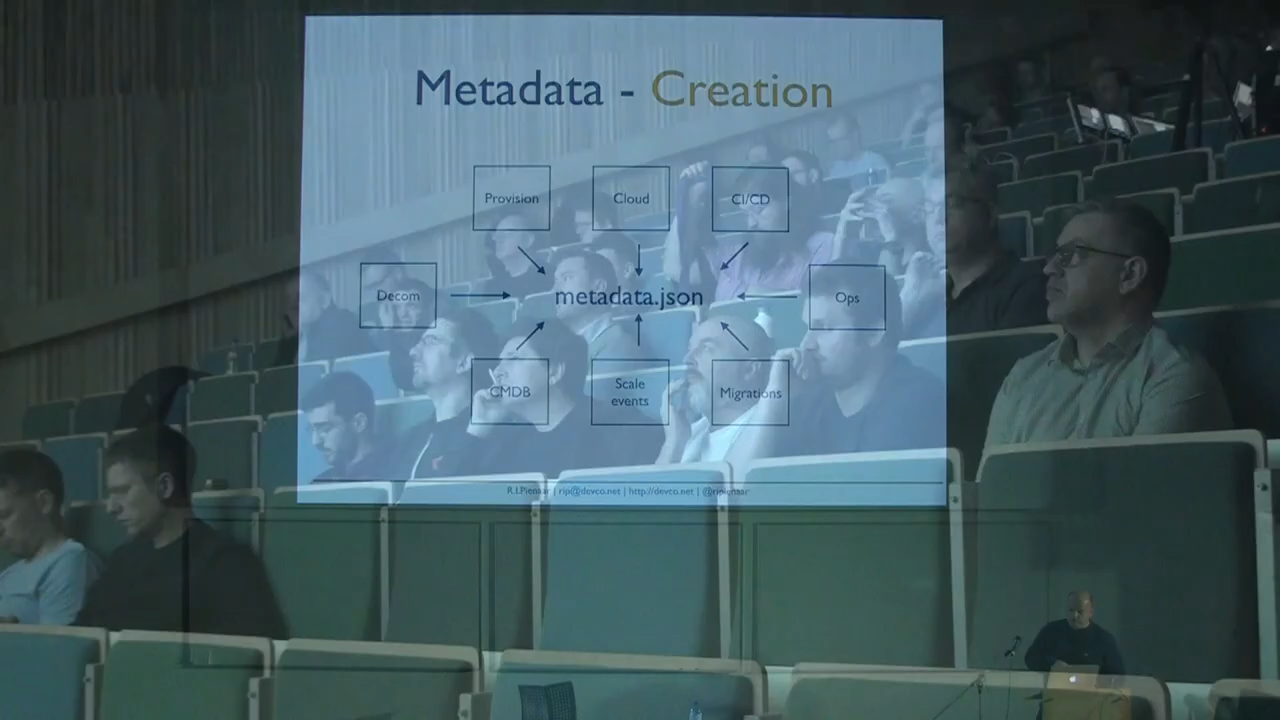 Metadata - Creation
Provision
Cloud
CI/CD
Decom
metadata.json
Ops
CMDB
Scale
events
Migrations
R.I.Pienaar | rip@devco.net | http://devco.net | @ripienaar